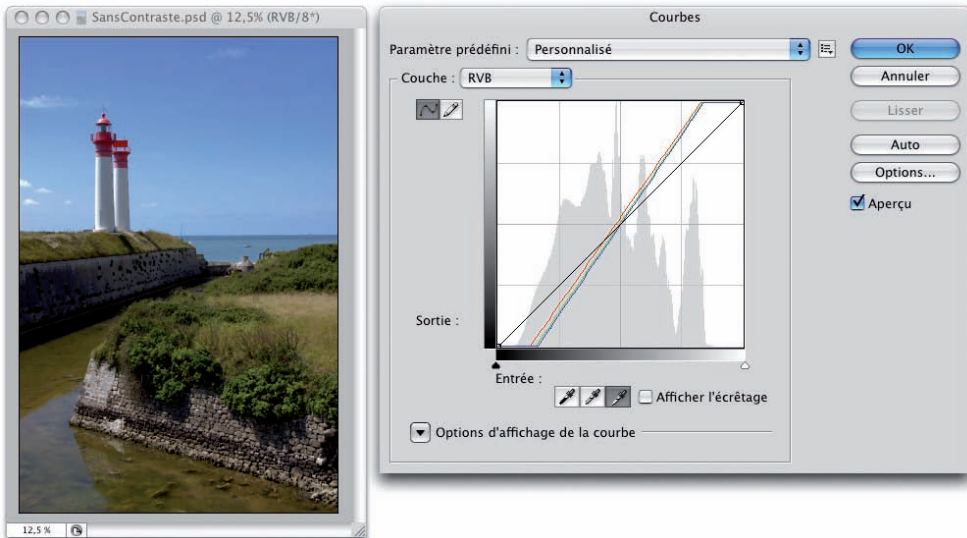 SansContraste.psd @ 12,5% (RVB/8*)
12,5 %
Courbes
Paramètre prédéfini : Personnalisé
Couche : RVB
Sortie :
Entrée :
Afficher l'écrêtage
Options d'affichage de la courbe
OK
Annuler
Lisser
Auto
Options...
Aperçu